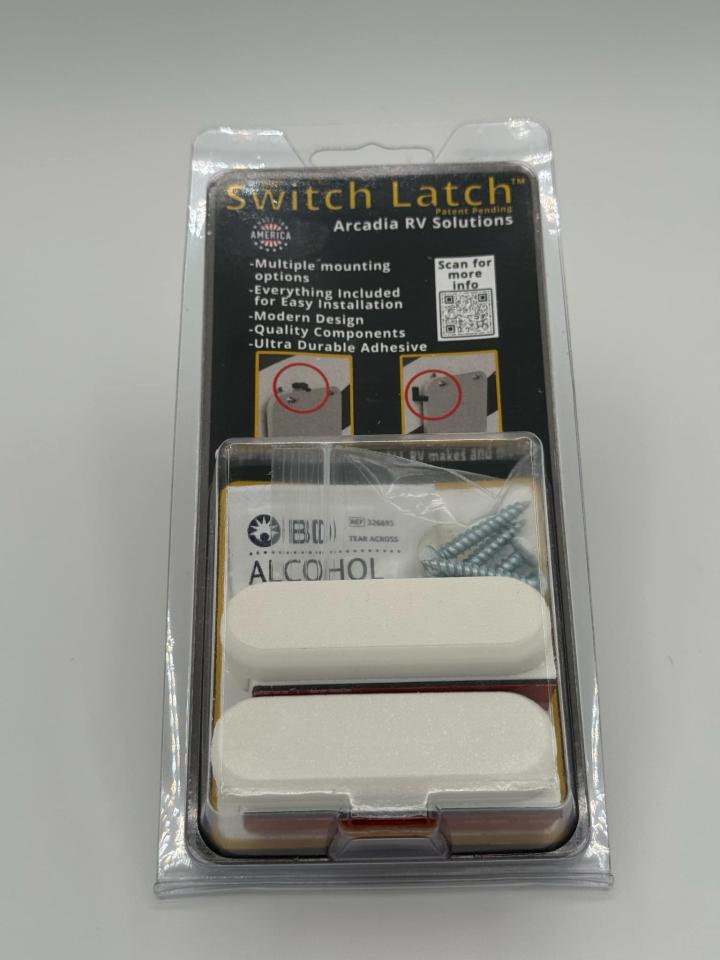 Switch Latch™
Patent Pending
Arcadia RV Solutions
AMERICA
-Multiple mounting
options
-Everything Included
for Easy Installation
-Modern Design
-Quality Components
-Ultra Durable Adhesive
Scan for
more
info
ALL RV makes and
BD
REF 326895
TEAR ACROSS
ALCOHOL